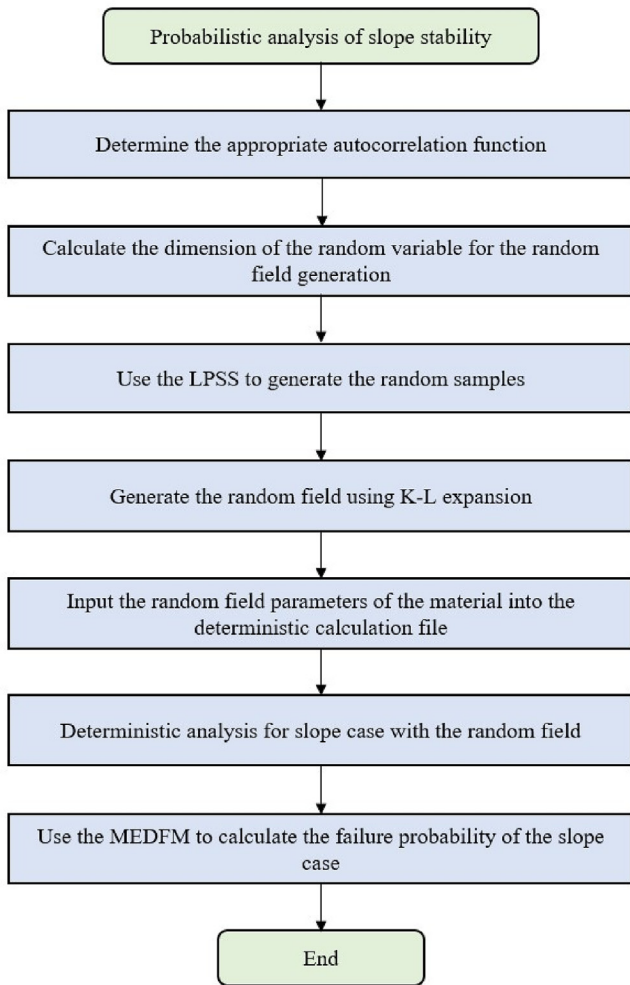 Probabilistic analysis of slope stability
Determine the appropriate autocorrelation function
Calculate the dimension of the random variable for the random
field generation
Use the LPSS to generate the random samples
Generate the random field using K-L expansion
Input the random field parameters of the material into the
deterministic calculation file
Deterministic analysis for slope case with the random field
Use the MEDFM to calculate the failure probability of the slope
case
End